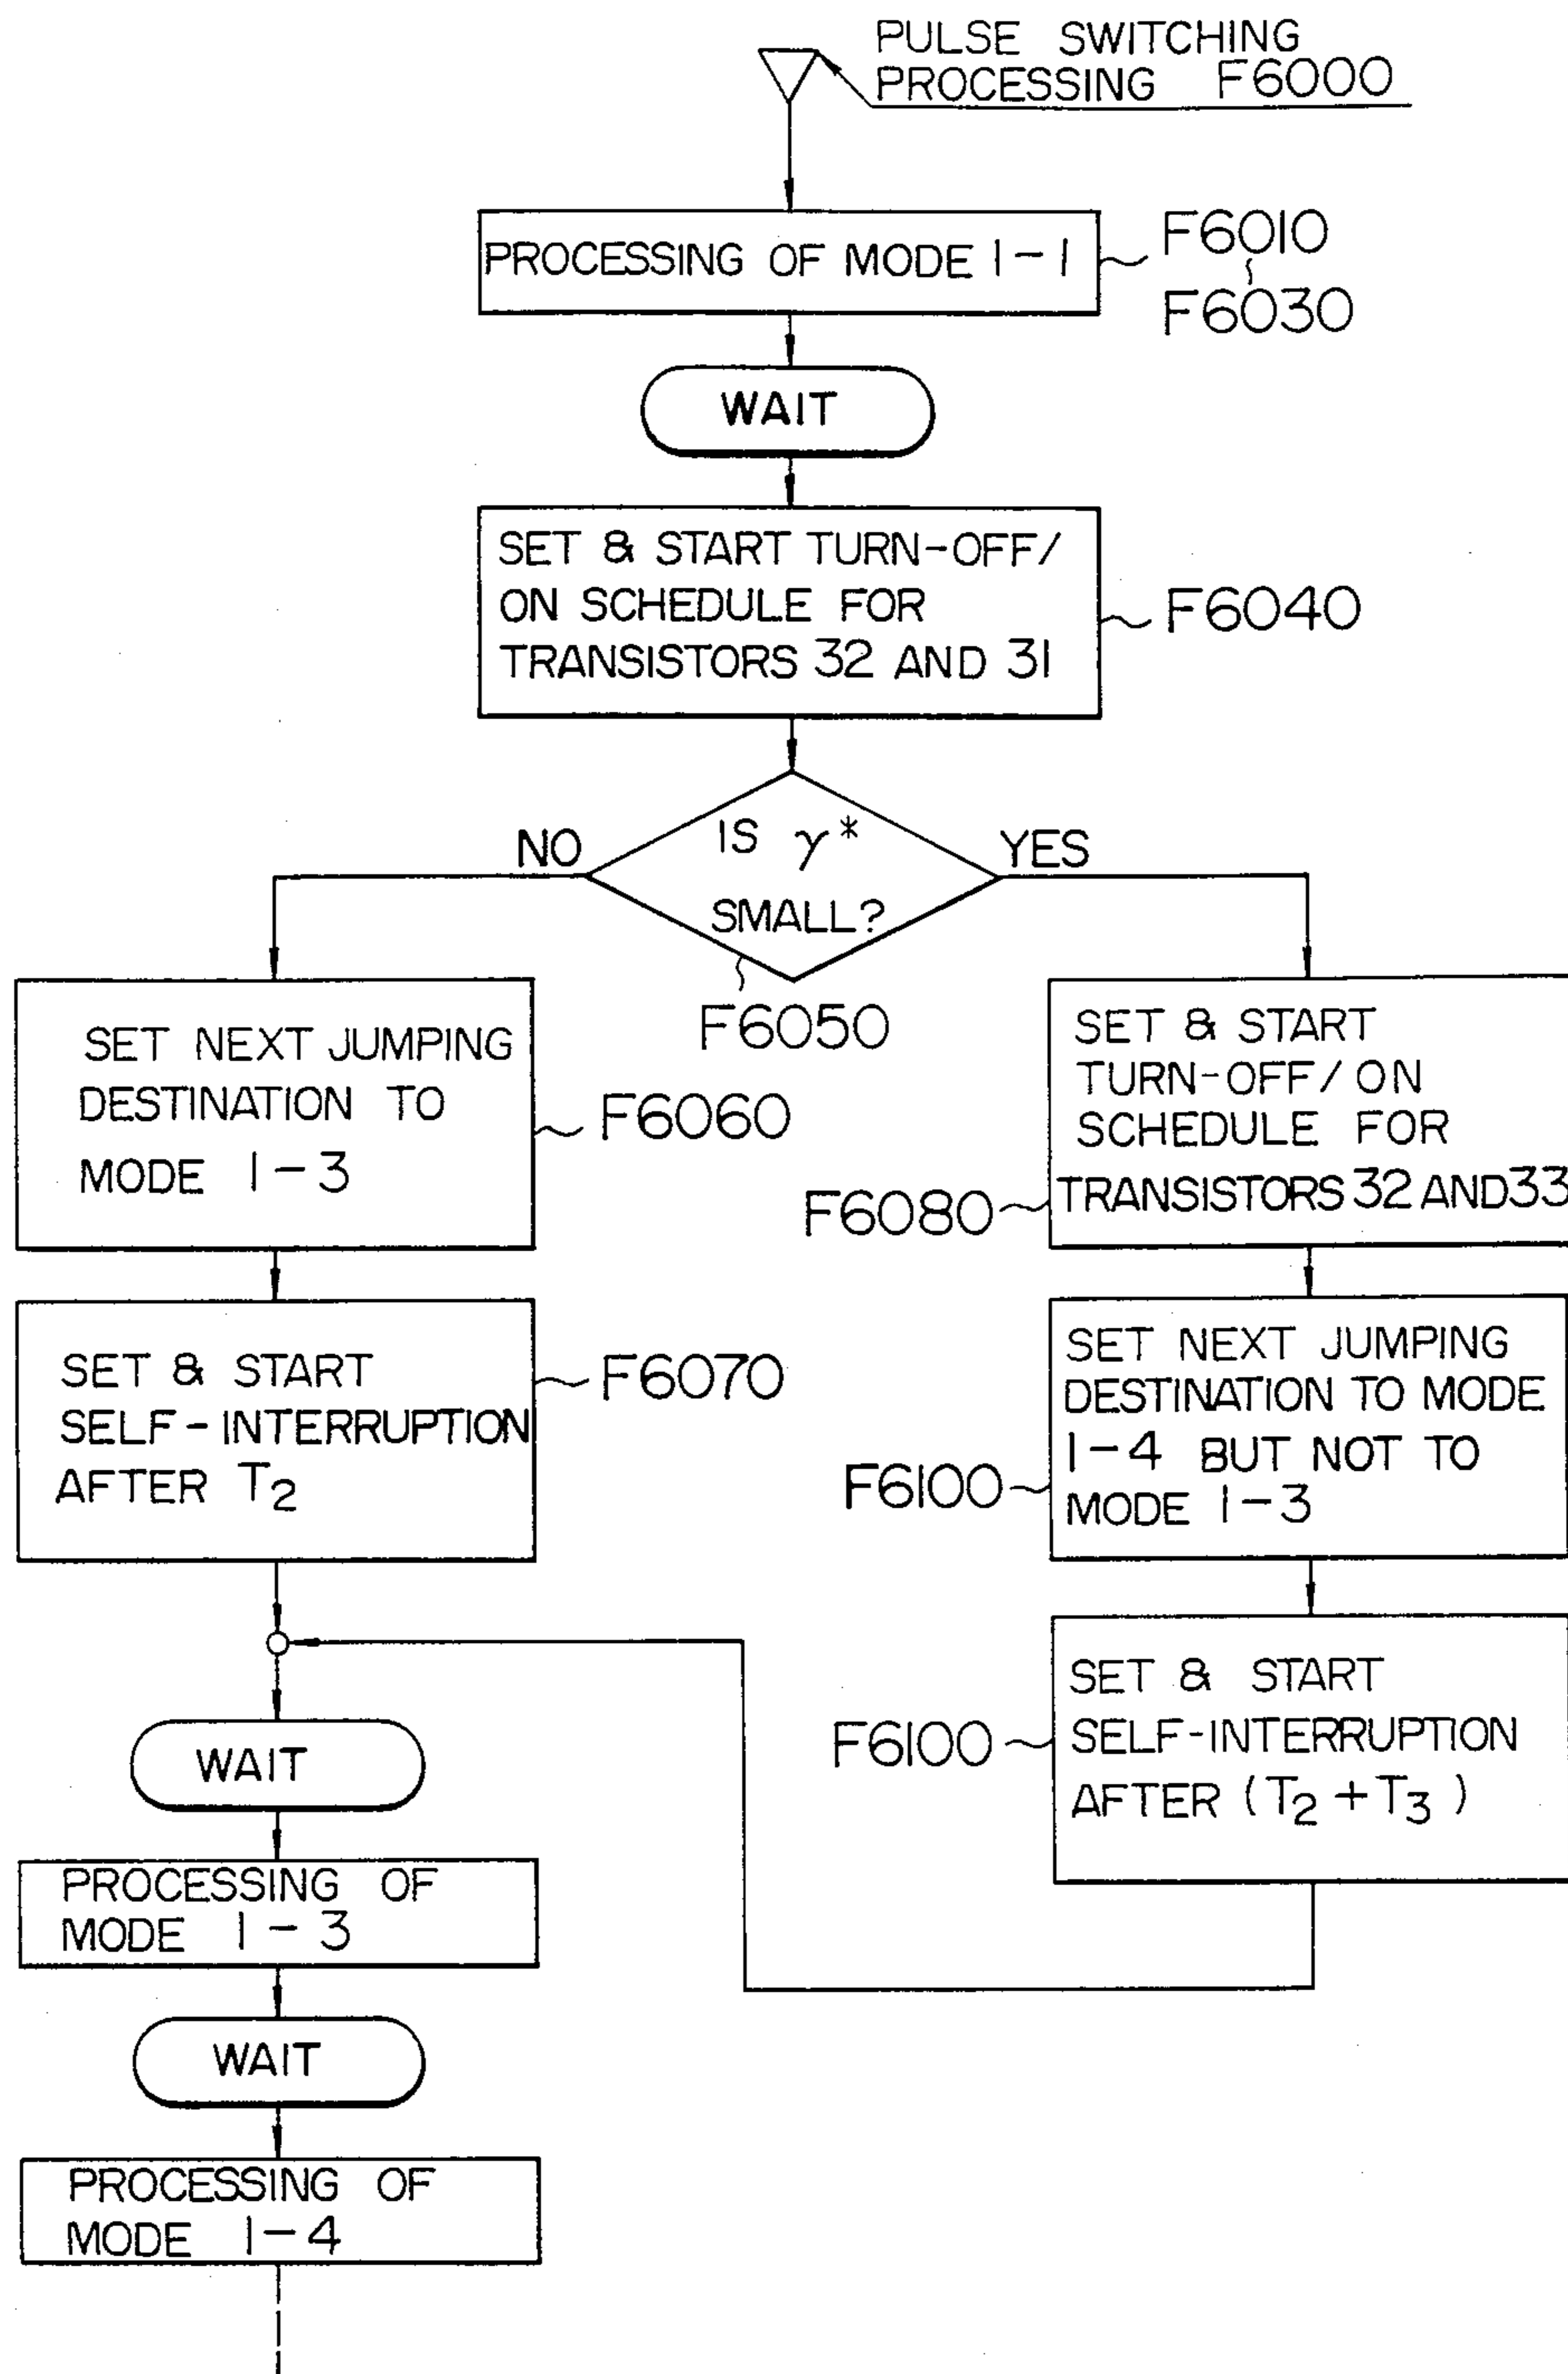 PULSE SWITCHING
PROCESSING F6000
PROCESSING OF MODE 1-1
F6010
F6030
WAIT
SET & START TURN-OFF/
ON SCHEDULE FOR
TRANSISTORS 32 AND 31
F6040
IS γ*
SMALL?
NO
YES
F6050
SET NEXT JUMPING
DESTINATION TO
MODE 1-3
F6060
SET & START
TURN-OFF/ON
SCHEDULE FOR
TRANSISTORS 32 AND 33
F6080
SET & START
SELF-INTERRUPTION
AFTER T2
F6070
SET NEXT JUMPING
DESTINATION TO MODE
1-4 BUT NOT TO
MODE 1-3
F6100
SET & START
SELF-INTERRUPTION
AFTER (T2+T3)
F6100
WAIT
PROCESSING OF
MODE 1-3
WAIT
PROCESSING OF
MODE 1-4